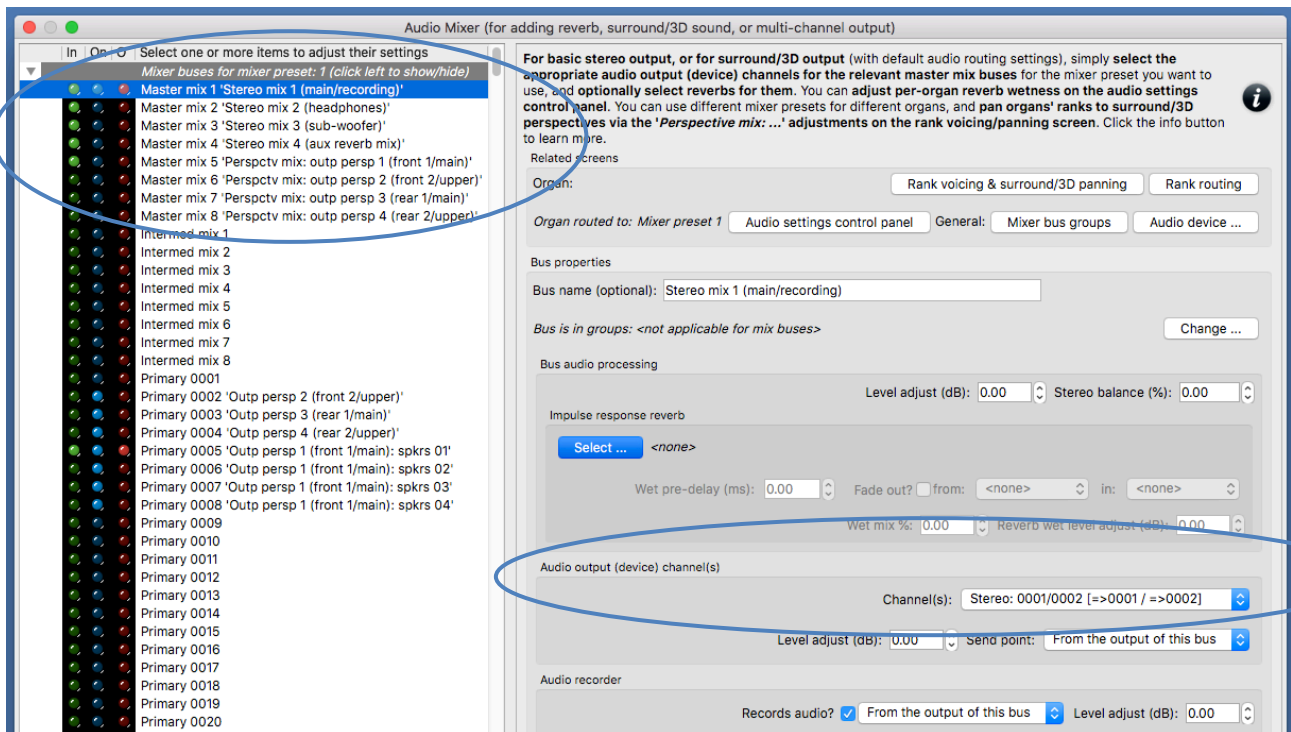 Audio Mixer (for adding reverb, surround/3D sound, or multi-channel output)
In On O Select one or more items to adjust their settings
Mixer buses for mixer preset: 1 (click left to show/hide)
Master mix 1 'Stereo mix 1 (main/recording)'
Master mix 2 'Stereo mix 2 (headphones)'
Master mix 3 'Stereo mix 3 (sub-woofer)'
Master mix 4 'Stereo mix 4 (aux reverb mix)'
Master mix 5 'Perspctv mix: outp persp 1 (front 1/main)'
Master mix 6 'Perspctv mix: outp persp 2 (front 2/upper)'
Master mix 7 'Perspctv mix: outp persp 3 (rear 1/main)'
Master mix 8 'Perspctv mix: outp persp 4 (rear 2/upper)'
Intermed mix 1
Intermed mix 2
Intermed mix 3
Intermed mix 4
Intermed mix 5
Intermed mix 6
Intermed mix 7
Intermed mix 8
Primary 0001
Primary 0002 'Outp persp 2 (front 2/upper)'
Primary 0003 'Outp persp 3 (rear 1/main)'
Primary 0004 'Outp persp 4 (rear 2/upper)'
Primary 0005 'Outp persp 1 (front 1/main): spkrs 01'
Primary 0006 'Outp persp 1 (front 1/main): spkrs 02'
Primary 0007 'Outp persp 1 (front 1/main): spkrs 03'
Primary 0008 'Outp persp 1 (front 1/main): spkrs 04'
Primary 0009
Primary 0010
Primary 0011
Primary 0012
Primary 0013
Primary 0014
Primary 0015
Primary 0016
Primary 0017
Primary 0018
Primary 0019
Primary 0020
For basic stereo output, or for surround/3D output (with default audio routing settings), simply select the
appropriate audio output (device) channels for the relevant master mix buses for the mixer preset you want to
use, and optionally select reverbs for them. You can adjust per-organ reverb wetness on the audio settings
control panel. You can use different mixer presets for different organs, and pan organs' ranks to surround/3D
perspectives via the 'Perspective mix: ...' adjustments on the rank voicing/panning screen. Click the info button
to learn more.
Related screens
Organ: Rank voicing & surround/3D panning Rank routing
Organ routed to: Mixer preset 1 Audio settings control panel General: Mixer bus groups Audio device ...
Bus properties
Bus name (optional): Stereo mix 1 (main/recording)
Bus is in groups: <not applicable for mix buses> Change ...
Bus audio processing
Level adjust (dB): 0.00 Stereo balance (%): 0.00
Impulse response reverb
Select ... <none>
Wet pre-delay (ms): 0.00 Fade out? from: <none> in: <none>
Wet mix %: 0.00 Reverb wet level adjust (dB): 0.00
Audio output (device) channel(s)
Channel(s): Stereo: 0001/0002 [=>0001 / =>0002]
Level adjust (dB): 0.00 Send point: From the output of this bus
Audio recorder
Records audio? From the output of this bus Level adjust (dB): 0.00